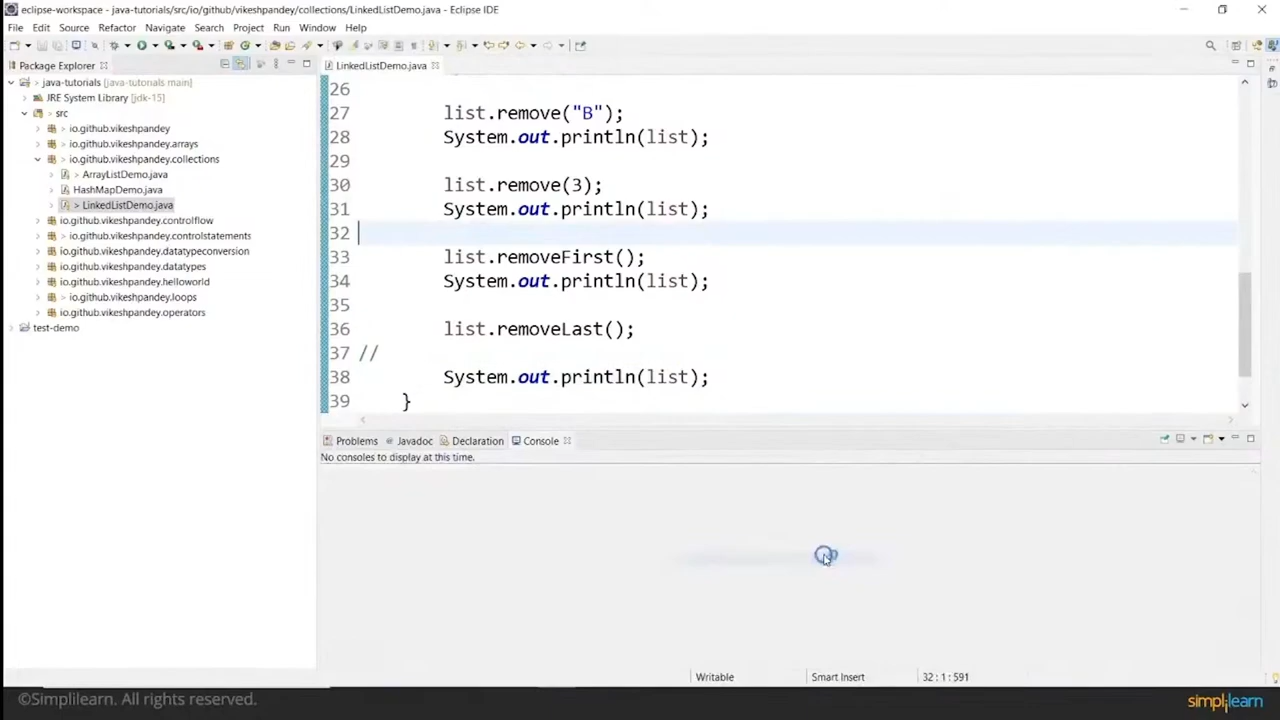 eclipse-workspace - java-tutorials/src/io/github/vikeshpandey/collections/LinkedListDemo.java - Eclipse IDE
File Edit Source Refactor Navigate Search Project Run Window Help
Package Explorer
> java-tutorials [java-tutorials main]
JRE System Library [jdk-15]
> src
> io.github.vikeshpandey
> io.github.vikeshpandey.arrays
> io.github.vikeshpandey.collections
> ArrayListDemo.java
HashMapDemo.java
> LinkedListDemo.java
io.github.vikeshpandey.controlflow
> io.github.vikeshpandey.controlstatements
io.github.vikeshpandey.datatypeconversion
io.github.vikeshpandey.datatypes
io.github.vikeshpandey.helloworld
> io.github.vikeshpandey.loops
io.github.vikeshpandey.operators
test-demo
LinkedListDemo.java
26
27 list.remove("B");
28 System.out.println(list);
29
30 list.remove(3);
31 System.out.println(list);
32
33 list.removeFirst();
34 System.out.println(list);
35
36 list.removeLast();
37 //
38 System.out.println(list);
39 }
Problems @ Javadoc Declaration Console
No consoles to display at this time.
Writable Smart Insert 32 : 1 : 591
©Simplilearn. All rights reserved.
simplilearn